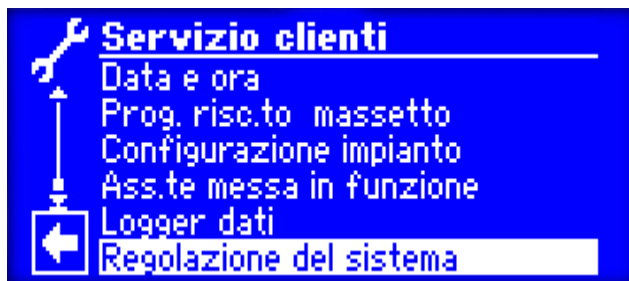 Servizio clienti
Data e ora
Prog. risc.to massetto
Configurazione impianto
Ass.te messa in funzione
Logger dati
Regolazione del sistema